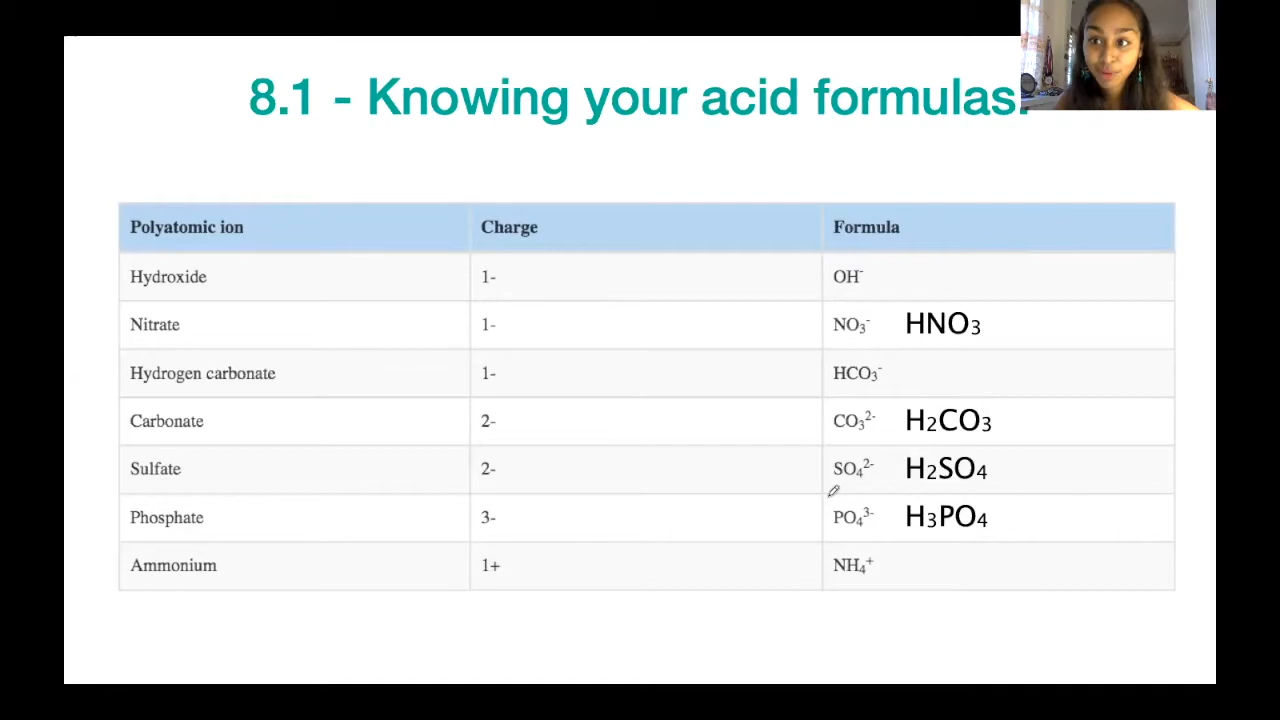 8.1 - Knowing your acid formulas.
Polyatomic ion Charge Formula
Hydroxide 1- OH⁻
Nitrate 1- NO₃⁻ HNO₃
Hydrogen carbonate 1- HCO₃⁻
Carbonate 2- CO₃²⁻ H₂CO₃
Sulfate 2- SO₄²⁻ H₂SO₄
Phosphate 3- PO₄³⁻ H₃PO₄
Ammonium 1+ NH₄⁺